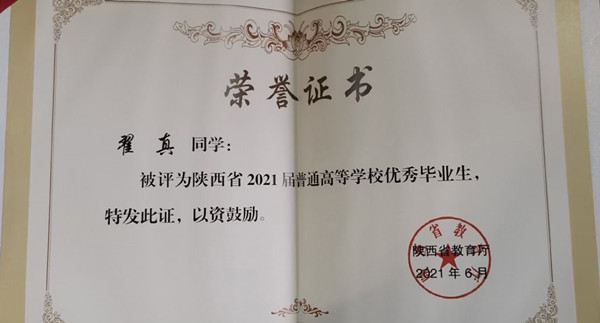 荣誉证书
翟真 同学：
被评为陕西省2021届普通高等学校优秀毕业生，
特发此证，以资鼓励。
省教
陕西省教育厅
2021年6月